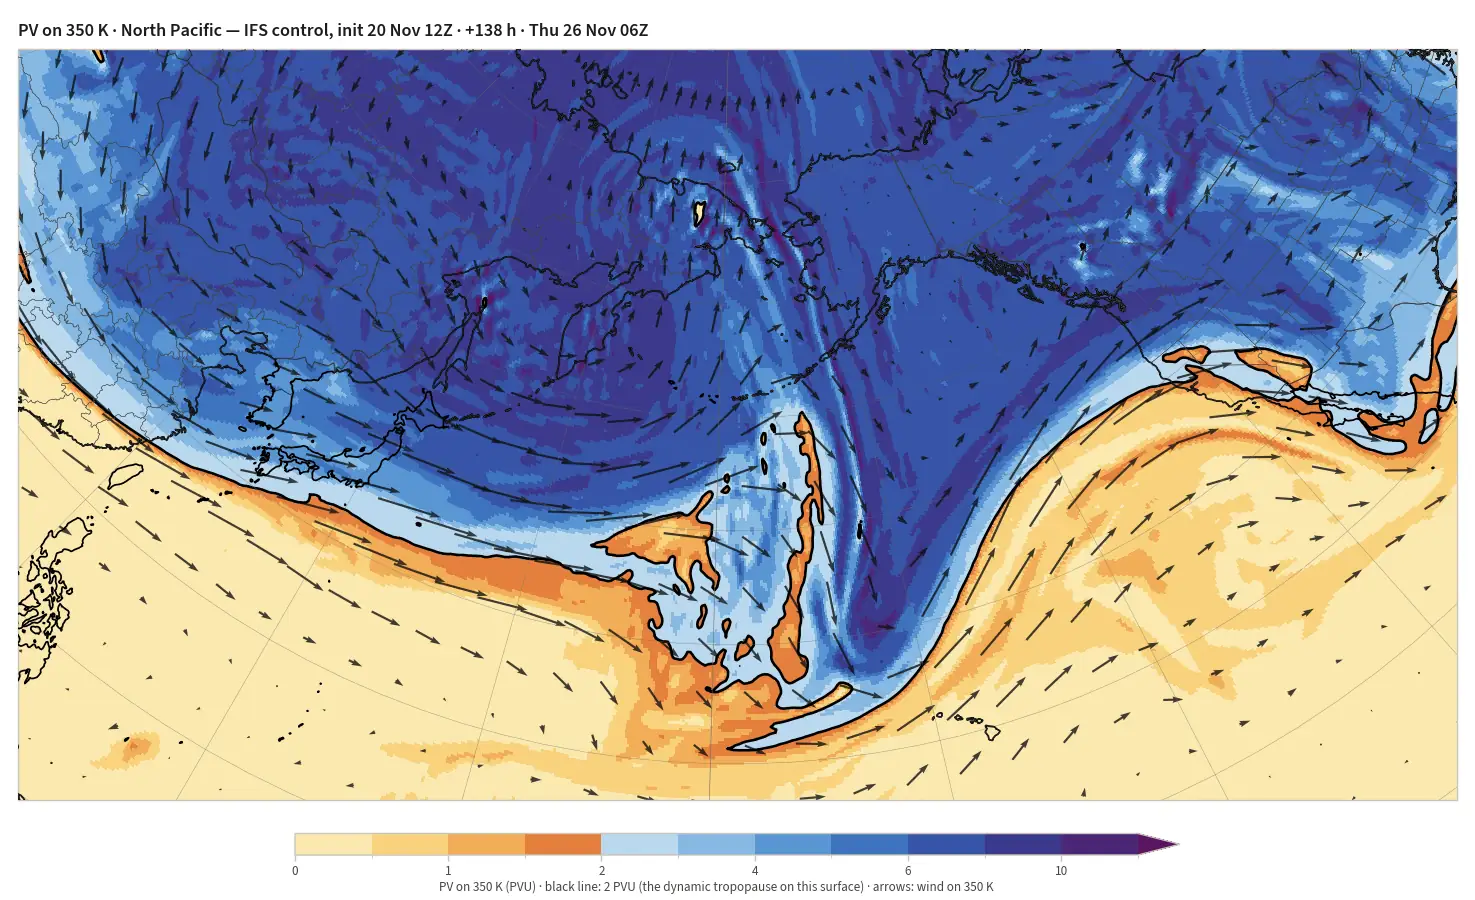 PV on 350 K · North Pacific — IFS control, init 20 Nov 12Z · +138 h · Thu 26 Nov 06Z
0 1 2 4 6 10
PV on 350 K (PVU) · black line: 2 PVU (the dynamic tropopause on this surface) · arrows: wind on 350 K